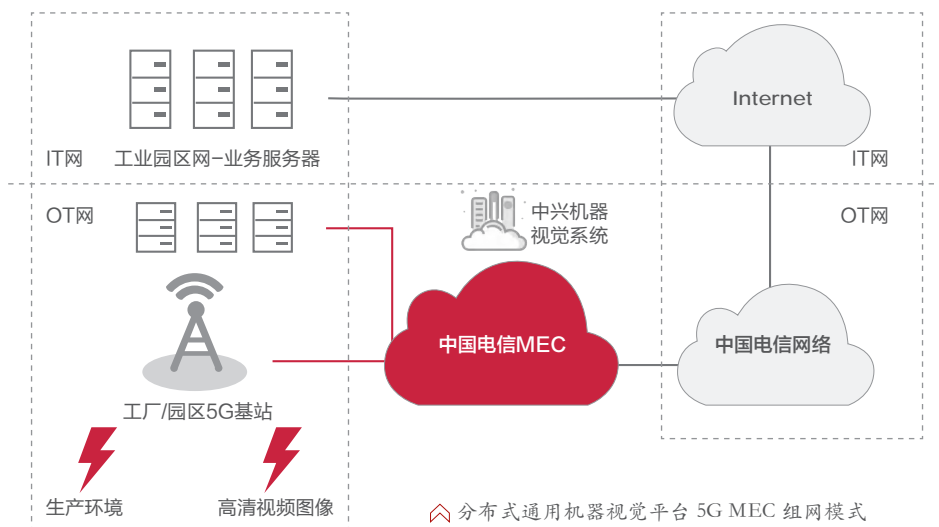 Internet
IT网
工业园区网-业务服务器
IT网
OT网
中兴机器
视觉系统
OT网
中国电信MEC
中国电信网络
工厂/园区5G基站
生产环境
高清视频图像
分布式通用机器视觉平台 5G MEC 组网模式